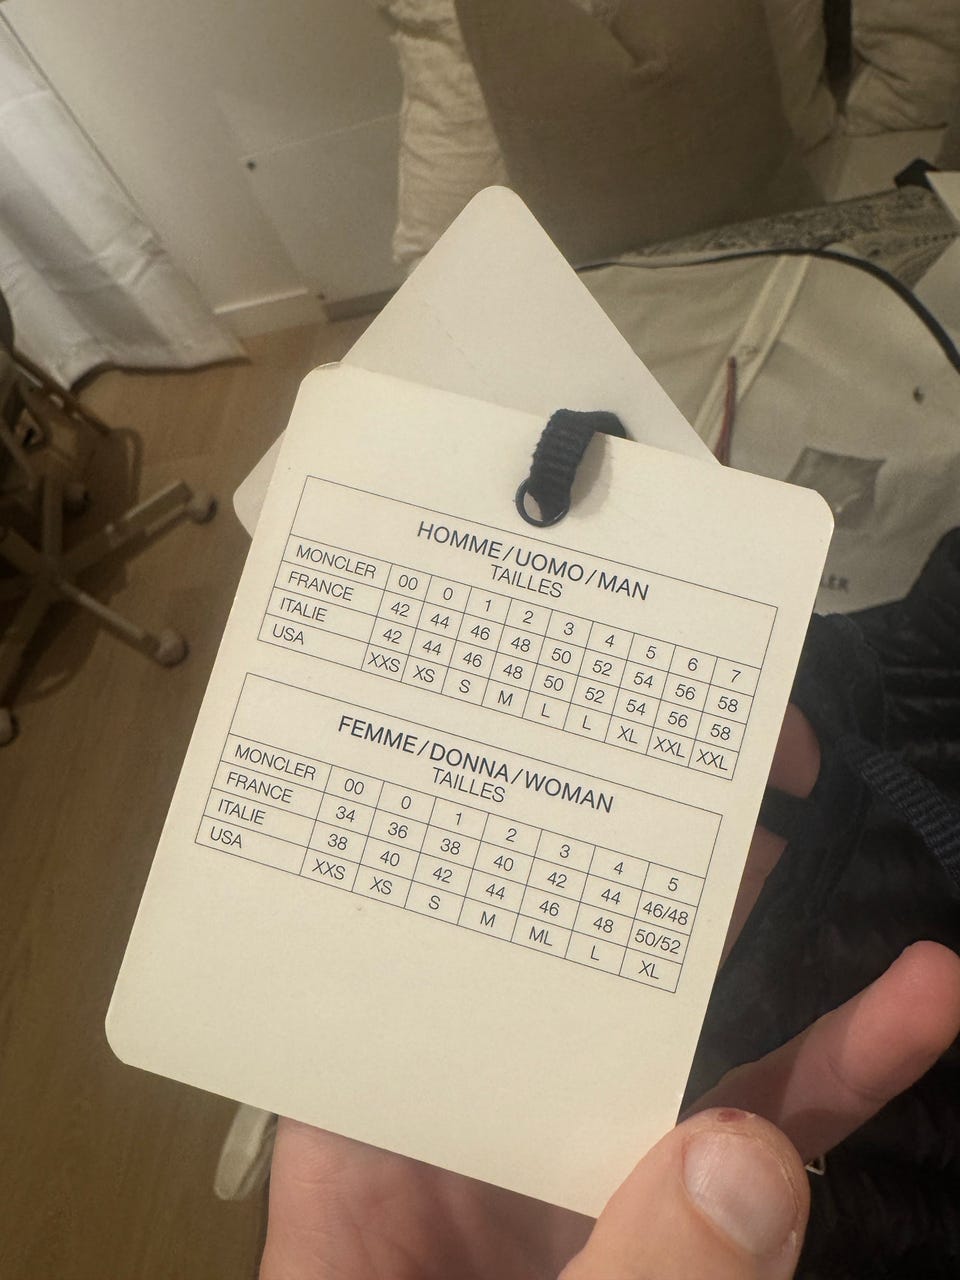 HOMME/UOMO/MAN
TAILLES
MONCLER 00 0 1 2 3 4 5 6 7
FRANCE 42 44 46 48 50 52 54 56 58
ITALIE 42 44 46 48 50 52 54 56 58
USA XXS XS S M L L XL XXL XXL
FEMME/DONNA/WOMAN
TAILLES
MONCLER 00 0 1 2 3 4 5
FRANCE 34 36 38 40 42 44 46/48
ITALIE 38 40 42 44 46 48 50/52
USA XXS XS S M ML L XL